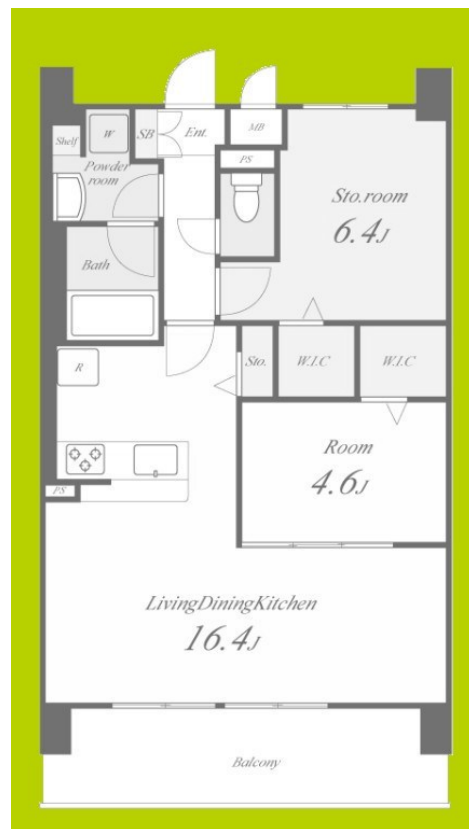 Shelf
W
SB
Ent.
MB
PS
Powder
room
Sto.room
6.4J
Bath
R
Sto.
W.I.C
W.I.C
Room
4.6J
PS
LivingDiningKitchen
16.4J
Balcony